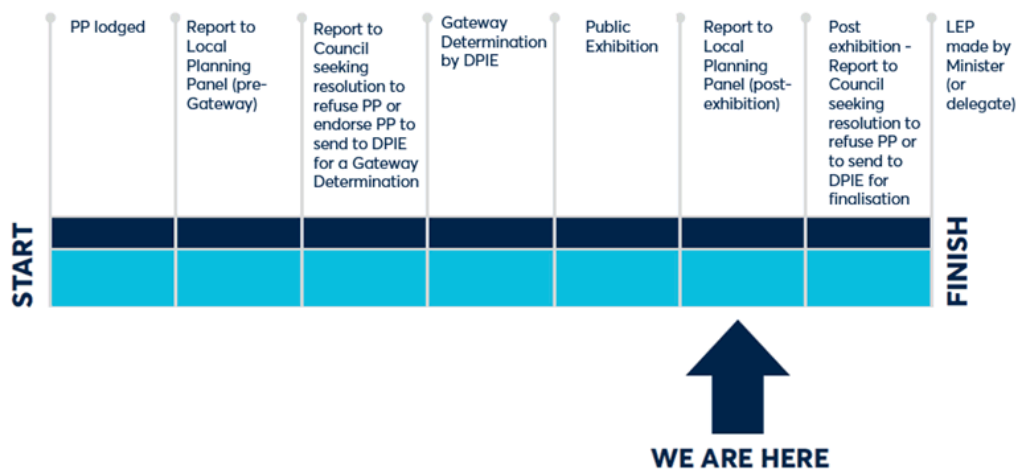 PP lodged
Report to
Local
Planning
Panel (pre-
Gateway)
Report to
Council
seeking
resolution to
refuse PP or
endorse PP to
send to DPIE
for a Gateway
Determination
Gateway
Determination
by DPIE
Public
Exhibition
Report to
Local
Planning
Panel (post-
exhibition)
Post
exhibition -
Report to
Council
seeking
resolution to
refuse PP or
to send to
DPIE for
finalisation
LEP
made by
Minister
(or
delegate)
START
FINISH
WE ARE HERE